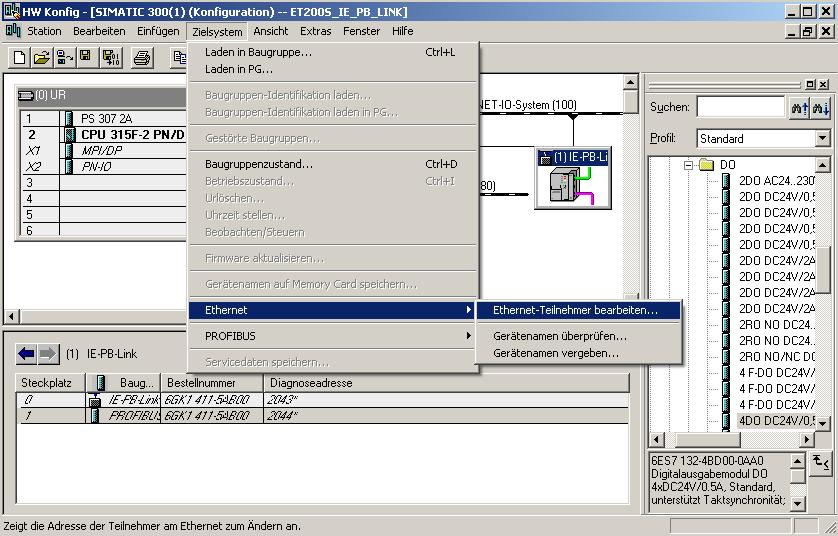 HW Konfig - [SIMATIC 300(1) (Konfiguration) -- ET200S_IE_PB_LINK]
Station Bearbeiten Einfügen Zielsystem Ansicht Extras Fenster Hilfe
Laden in Baugruppe... Ctrl+L
Laden in PG...
Baugruppen-Identifikation laden...
Baugruppen-Identifikation laden in PG...
Gestörte Baugruppen...
Baugruppenzustand... Ctrl+D
Betriebszustand... Ctrl+I
Urlöschen...
Uhrzeit stellen...
Beobachten/Steuern
Firmware aktualisieren...
Gerätenamen auf Memory Card speichern...
Ethernet
PROFIBUS
Servicedaten speichern...
Ethernet-Teilnehmer bearbeiten...
Gerätenamen überprüfen...
Gerätenamen vergeben...
(0) UR
1 PS 307 2A
2 CPU 315F-2 PN/D
X1 MPI/DP
X2 PN-IO
3
4
5
6
NET-IO-System (100)
(1) IE-PB-Li
80)
Suchen:
Profil: Standard
DO
2DO AC24..230
2DO DC24V/0,5
2DO DC24V/0,5
2DO DC24V/0,5
2DO DC24V/2/
2DO DC24V/2/
2DO DC24V/2/
2DO DC24V/2/
2RO NO DC24..
2RO NO DC24..
2RO NO/NC DC
4 F-DO DC24V/
4 F-DO DC24V/
4 F-DO DC24V/
4DO DC24V/0,5
6ES7 132-4BD00-0AA0
Digitalausgabemodul DO
4xDC24V/0.5A, Standard,
unterstützt Taktsynchronität;
(1) IE-PB-Link
Steckplatz Baug... Bestellnummer Diagnoseadresse
0 IE-PB-Link 6GK1 411-5AB00 2043*
1 PROFIBUS 6GK1 411-5AB00 2044*
Zeigt die Adresse der Teilnehmer am Ethernet zum Ändern an.